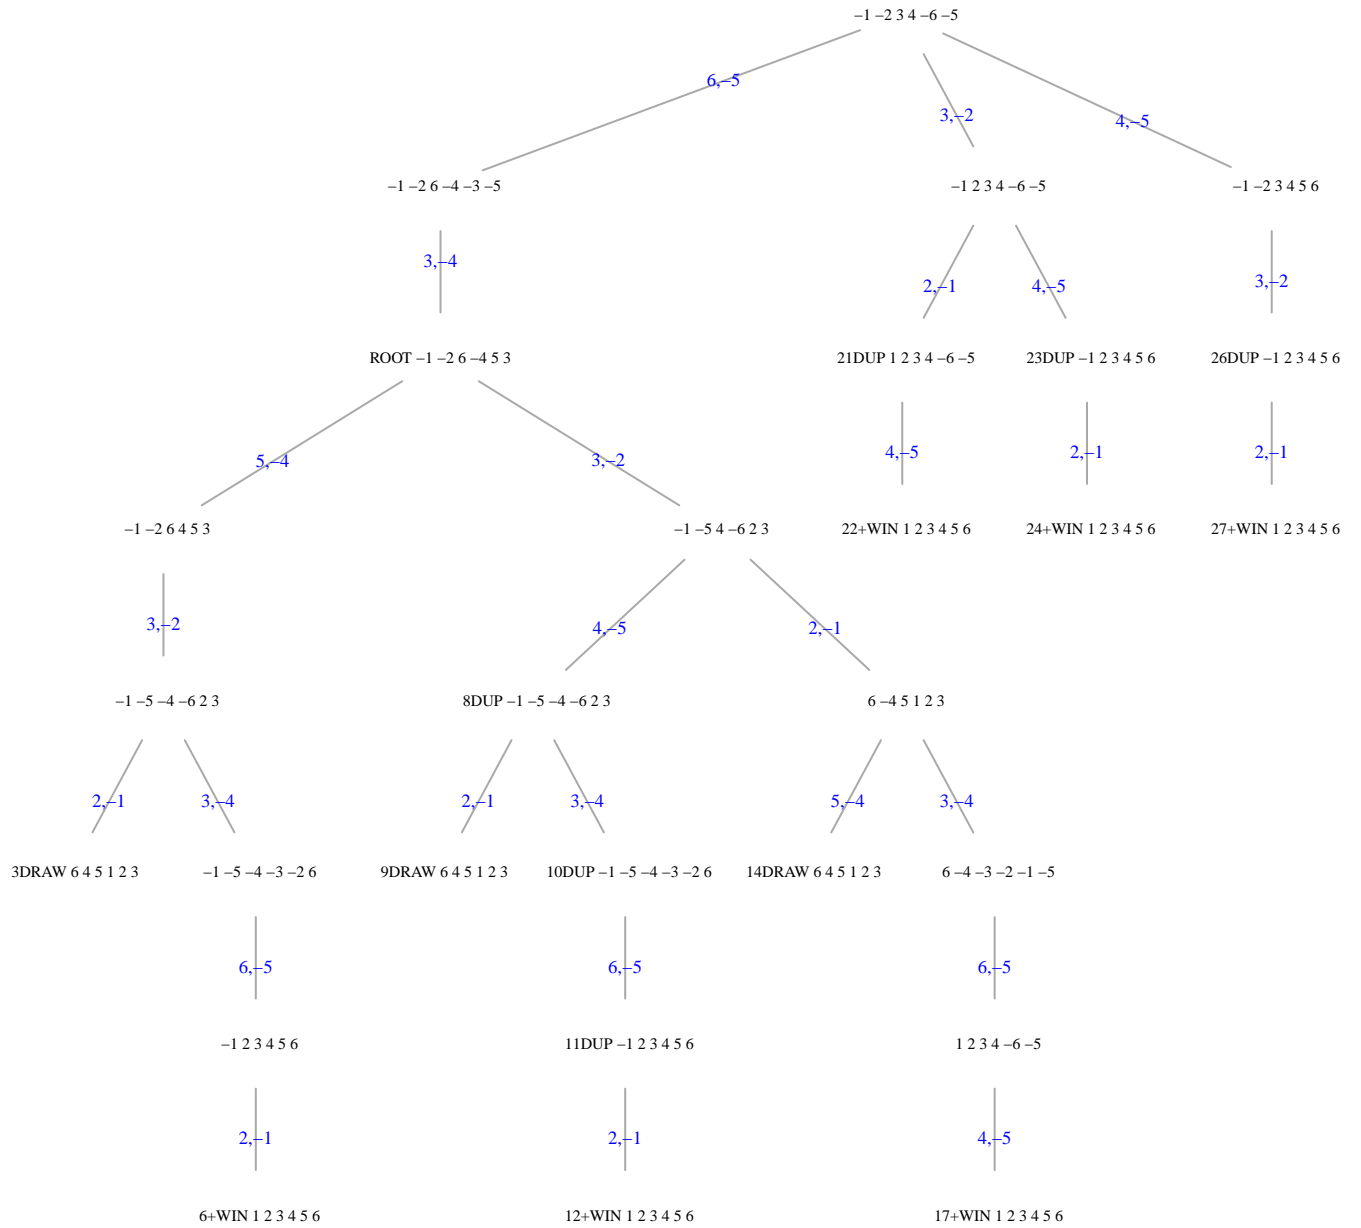 −1 −2 3 4 −6 −5
6,−5
3,−2
4,−5
−1 −2 6 −4 −3 −5
−1 2 3 4 −6 −5
−1 −2 3 4 5 6
3,−4
2,−1
4,−5
3,−2
ROOT −1 −2 6 −4 5 3
21DUP 1 2 3 4 −6 −5
23DUP −1 2 3 4 5 6
26DUP −1 2 3 4 5 6
5,−4
3,−2
4,−5
2,−1
2,−1
−1 −2 6 4 5 3
−1 −5 4 −6 2 3
22+WIN 1 2 3 4 5 6
24+WIN 1 2 3 4 5 6
27+WIN 1 2 3 4 5 6
3,−2
4,−5
2,−1
−1 −5 −4 −6 2 3
8DUP −1 −5 −4 −6 2 3
6 −4 5 1 2 3
2,−1
3,−4
2,−1
3,−4
5,−4
3,−4
3DRAW 6 4 5 1 2 3
−1 −5 −4 −3 −2 6
9DRAW 6 4 5 1 2 3
10DUP −1 −5 −4 −3 −2 6
14DRAW 6 4 5 1 2 3
6 −4 −3 −2 −1 −5
6,−5
6,−5
6,−5
−1 2 3 4 5 6
11DUP −1 2 3 4 5 6
1 2 3 4 −6 −5
2,−1
2,−1
4,−5
6+WIN 1 2 3 4 5 6
12+WIN 1 2 3 4 5 6
17+WIN 1 2 3 4 5 6